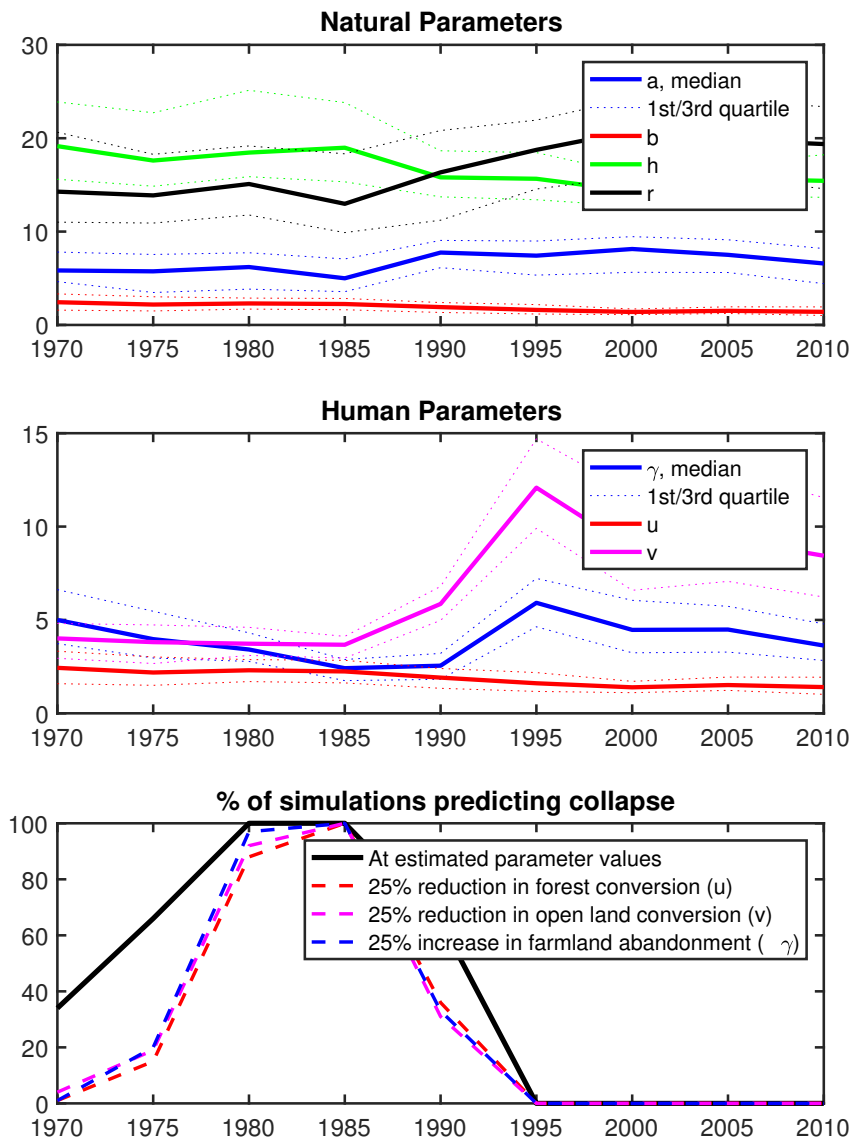 Natural Parameters
30
20
10
0
a, median
1st/3rd quartile
b
h
r
1970 1975 1980 1985 1990 1995 2000 2005 2010
Human Parameters
15
10
5
0
γ, median
1st/3rd quartile
u
v
1970 1975 1980 1985 1990 1995 2000 2005 2010
% of simulations predicting collapse
100
80
60
40
20
0
At estimated parameter values
25% reduction in forest conversion (u)
25% reduction in open land conversion (v)
25% increase in farmland abandonment ( γ)
1970 1975 1980 1985 1990 1995 2000 2005 2010